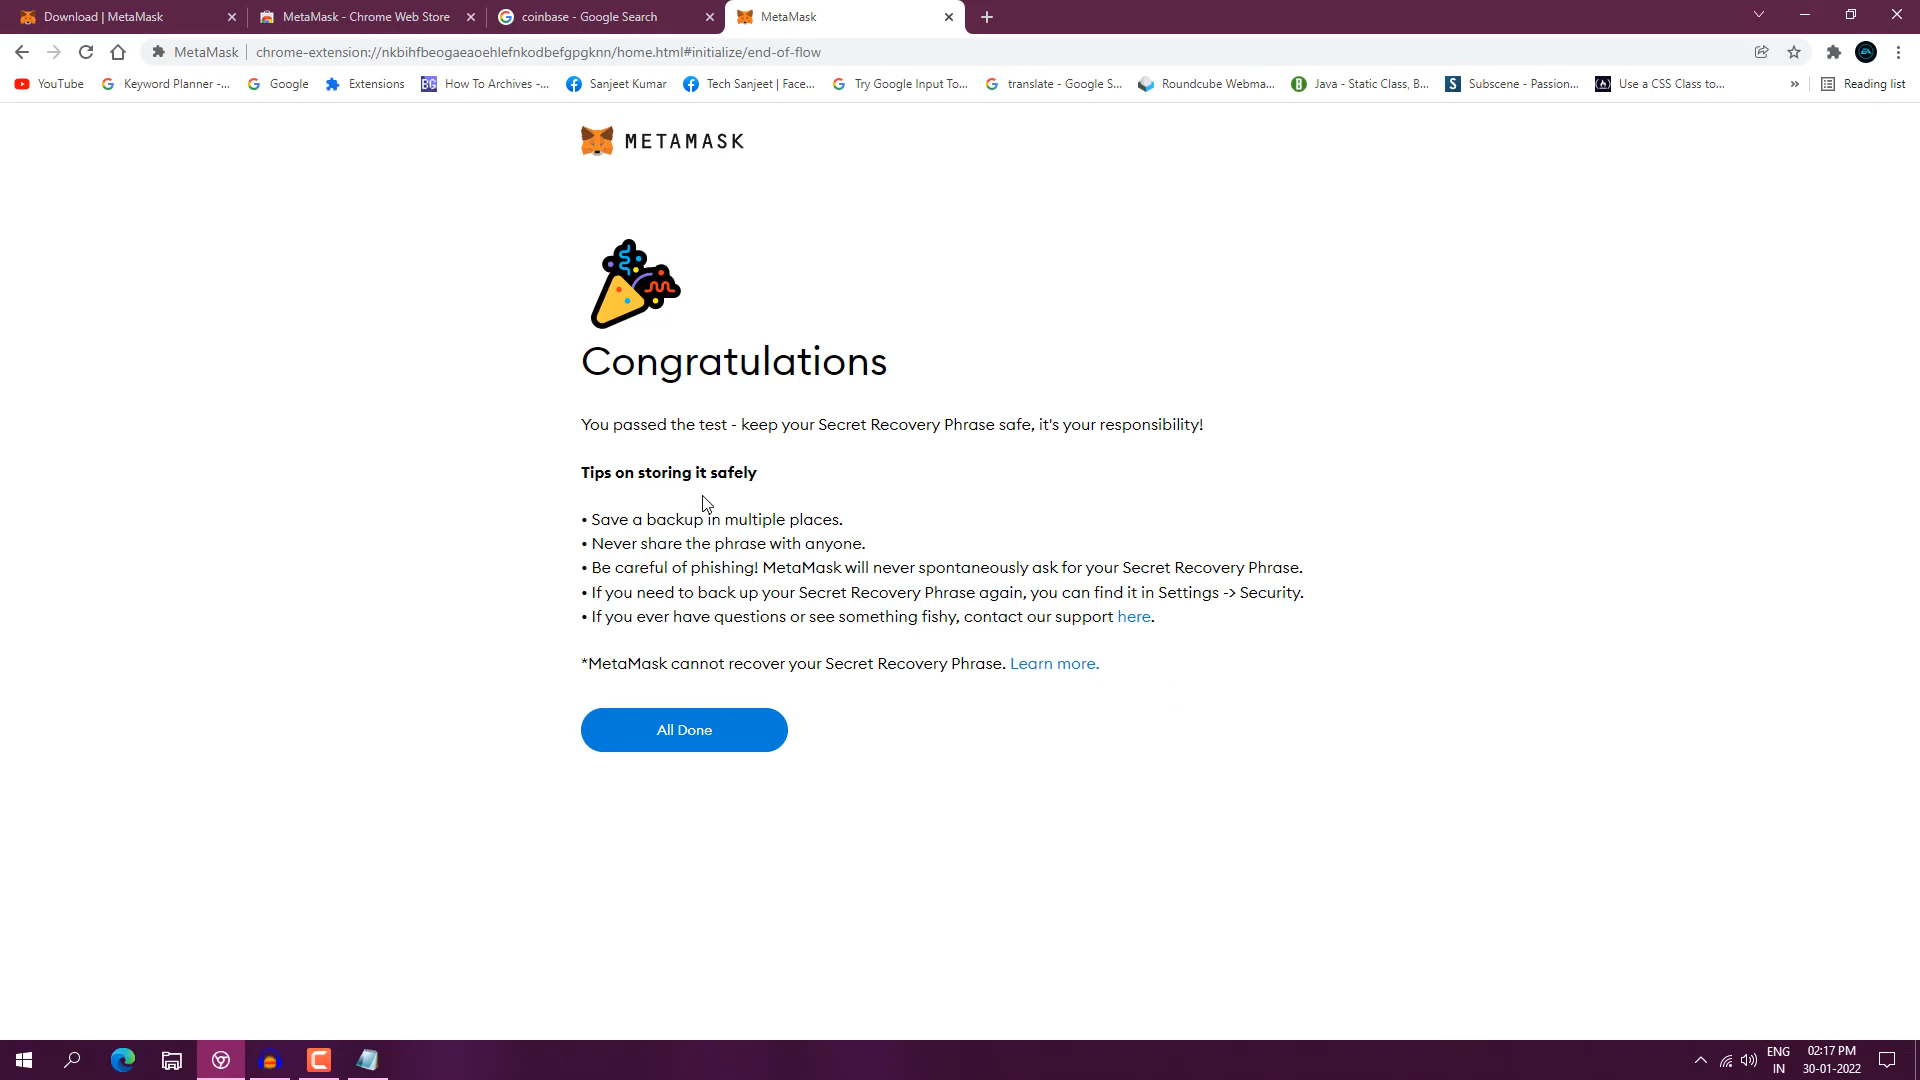 Download | MetaMask
MetaMask - Chrome Web Store
coinbase - Google Search
MetaMask
MetaMask
chrome-extension://nkbihfbeogaeaoehlefnkodbefgpgknn/home.html#initialize/end-of-flow
YouTube
Keyword Planner -...
Google
Extensions
How To Archives -...
Sanjeet Kumar
Tech Sanjeet | Face...
Try Google Input To...
translate - Google S...
Roundcube Webma...
Java - Static Class, B...
Subscene - Passion...
Use a CSS Class to...
»
Reading list
METAMASK
Congratulations
You passed the test - keep your Secret Recovery Phrase safe, it's your responsibility!
Tips on storing it safely
• Save a backup in multiple places.
• Never share the phrase with anyone.
• Be careful of phishing! MetaMask will never spontaneously ask for your Secret Recovery Phrase.
• If you need to back up your Secret Recovery Phrase again, you can find it in Settings -> Security.
• If you ever have questions or see something fishy, contact our support here.
*MetaMask cannot recover your Secret Recovery Phrase. Learn more.
All Done
ENG
IN
02:17 PM
30-01-2022